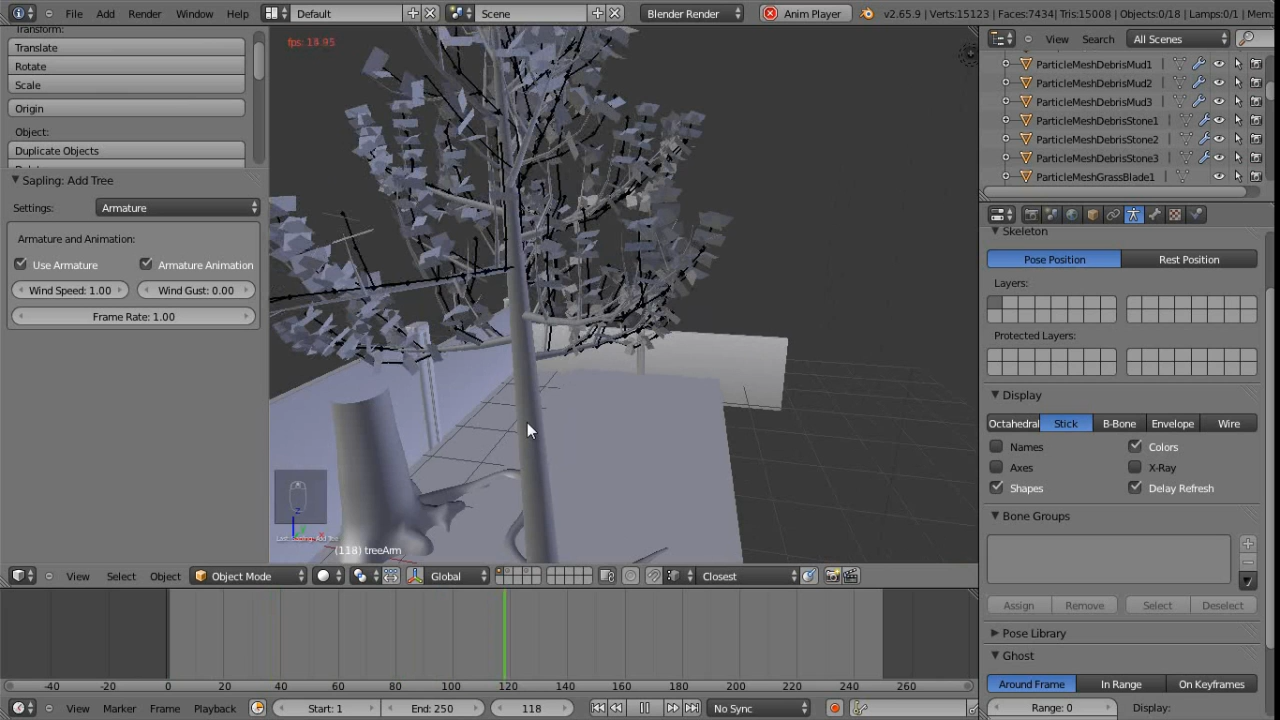 File Add Render Window Help Default Scene Blender Render Anim Player v2.65.9 | Verts:15123 | Faces:7434| Tris:15008 | Objects:0/18 | Lamps:0/1 | Mem:
Transform:
Translate
Rotate
Scale
Origin
Object:
Duplicate Objects
Sapling: Add Tree
Settings: Armature
Armature and Animation:
Use Armature Armature Animation
Wind Speed: 1.00 Wind Gust: 0.00
Frame Rate: 1.00
Last: Sapling: Add Tree
(118) treeArm
View Select Object Object Mode Global Closest
-40 -20 0 20 40 60 80 100 120 140 160 180 200 220 240 260
View Marker Frame Playback Start: 1 End: 250 118 No Sync
View Search All Scenes
ParticleMeshDebrisMud1
ParticleMeshDebrisMud2
ParticleMeshDebrisMud3
ParticleMeshDebrisStone1
ParticleMeshDebrisStone2
ParticleMeshDebrisStone3
ParticleMeshGrassBlade1
Skeleton
Pose Position Rest Position
Layers:
Protected Layers:
Display
Octahedral Stick B-Bone Envelope Wire
Names Colors
Axes X-Ray
Shapes Delay Refresh
Bone Groups
Assign Remove Select Deselect
Pose Library
Ghost
Around Frame In Range On Keyframes
Range: 0 Display: